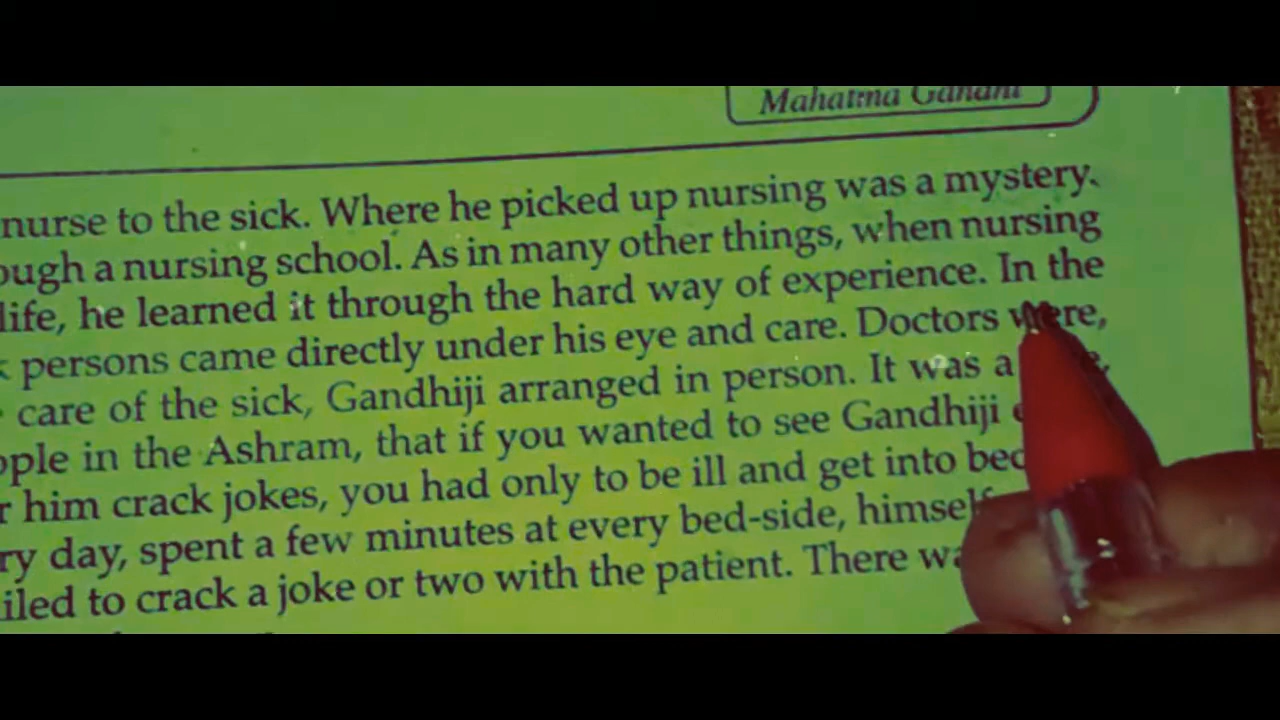 Mahatma Gandhi
nurse to the sick. Where he picked up nursing was a mystery.
ough a nursing school. As in many other things, when nursing
life, he learned it through the hard way of experience. In the
persons came directly under his eye and care. Doctors were,
care of the sick, Gandhiji arranged in person. It was a
ople in the Ashram, that if you wanted to see Gandhiji
r him crack jokes, you had only to be ill and get into bed
ry day, spent a few minutes at every bed-side, himself
iled to crack a joke or two with the patient. There wa